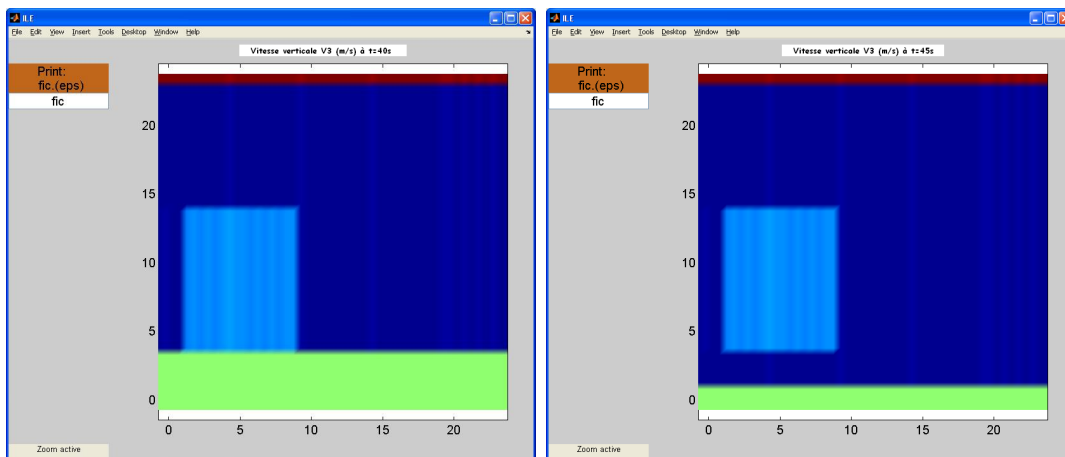 ILE
File Edit View Insert Tools Desktop Window Help
Vitesse verticale V3 (m/s) à t=40s
Print:
fic.(eps)
fic
20
15
10
5
0
0 5 10 15 20
Zoom active
ILE
File Edit View Insert Tools Desktop Window Help
Vitesse verticale V3 (m/s) à t=45s
Print:
fic.(eps)
fic
20
15
10
5
0
0 5 10 15 20
Zoom active